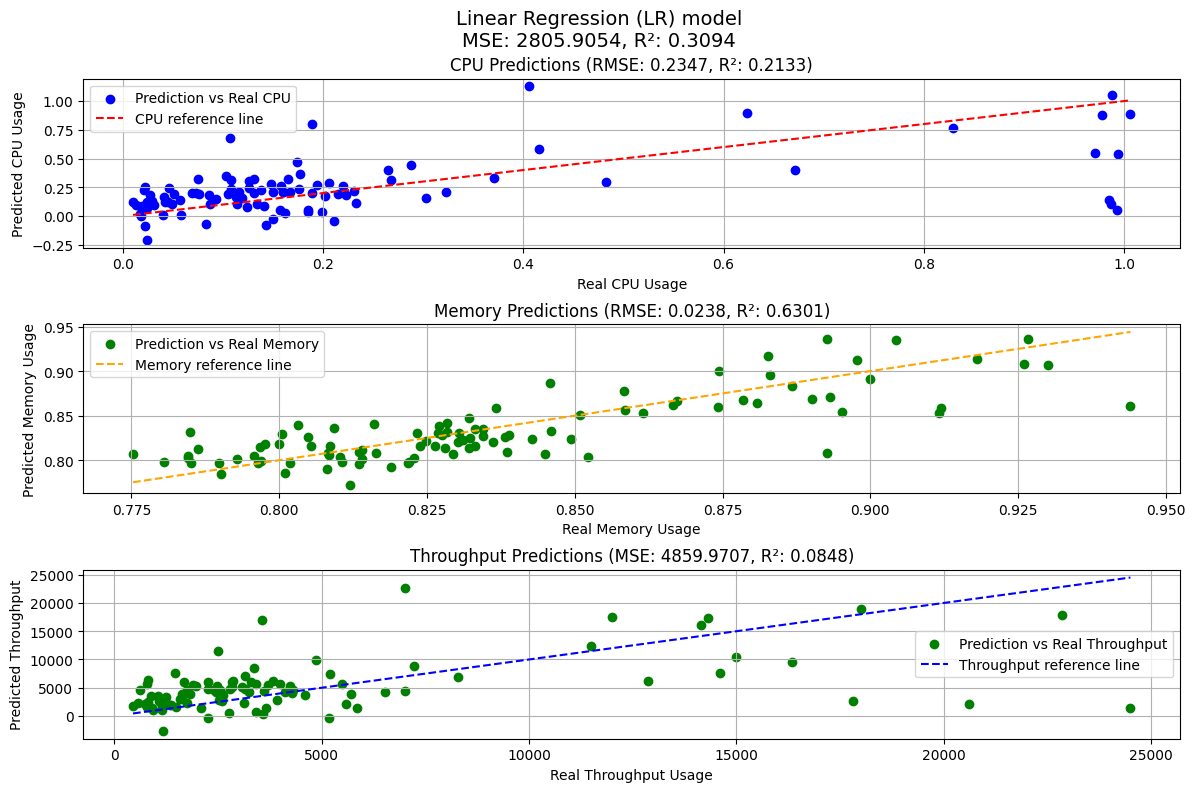 Linear Regression (LR) model
MSE: 2805.9054, R²: 0.3094
CPU Predictions (RMSE: 0.2347, R²: 0.2133)
Predicted CPU Usage
1.00
0.75
0.50
0.25
0.00
−0.25
Prediction vs Real CPU
CPU reference line
0.0 0.2 0.4 0.6 0.8 1.0
Real CPU Usage
Memory Predictions (RMSE: 0.0238, R²: 0.6301)
Predicted Memory Usage
0.95
0.90
0.85
0.80
Prediction vs Real Memory
Memory reference line
0.775 0.800 0.825 0.850 0.875 0.900 0.925 0.950
Real Memory Usage
Throughput Predictions (MSE: 4859.9707, R²: 0.0848)
Predicted Throughput
25000
20000
15000
10000
5000
0
Prediction vs Real Throughput
Throughput reference line
0 5000 10000 15000 20000 25000
Real Throughput Usage